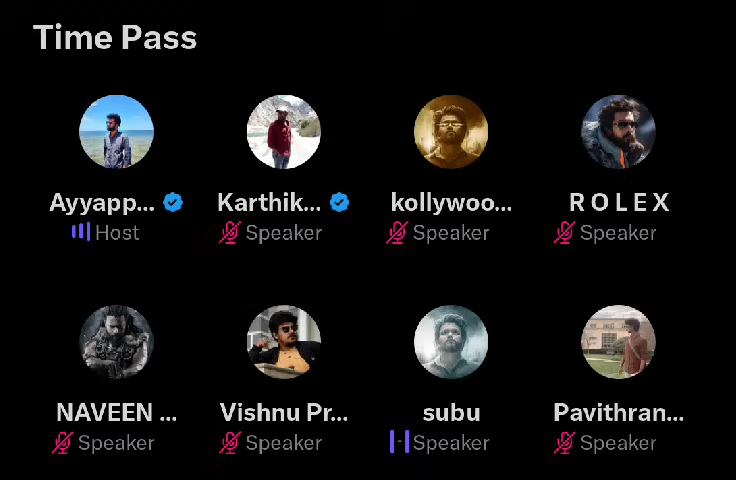 Time Pass
Ayyapp... Karthik... kollywoo... R O L E X
Host Speaker Speaker Speaker
NAVEEN ... Vishnu Pr... subu Pavithran...
Speaker Speaker Speaker Speaker